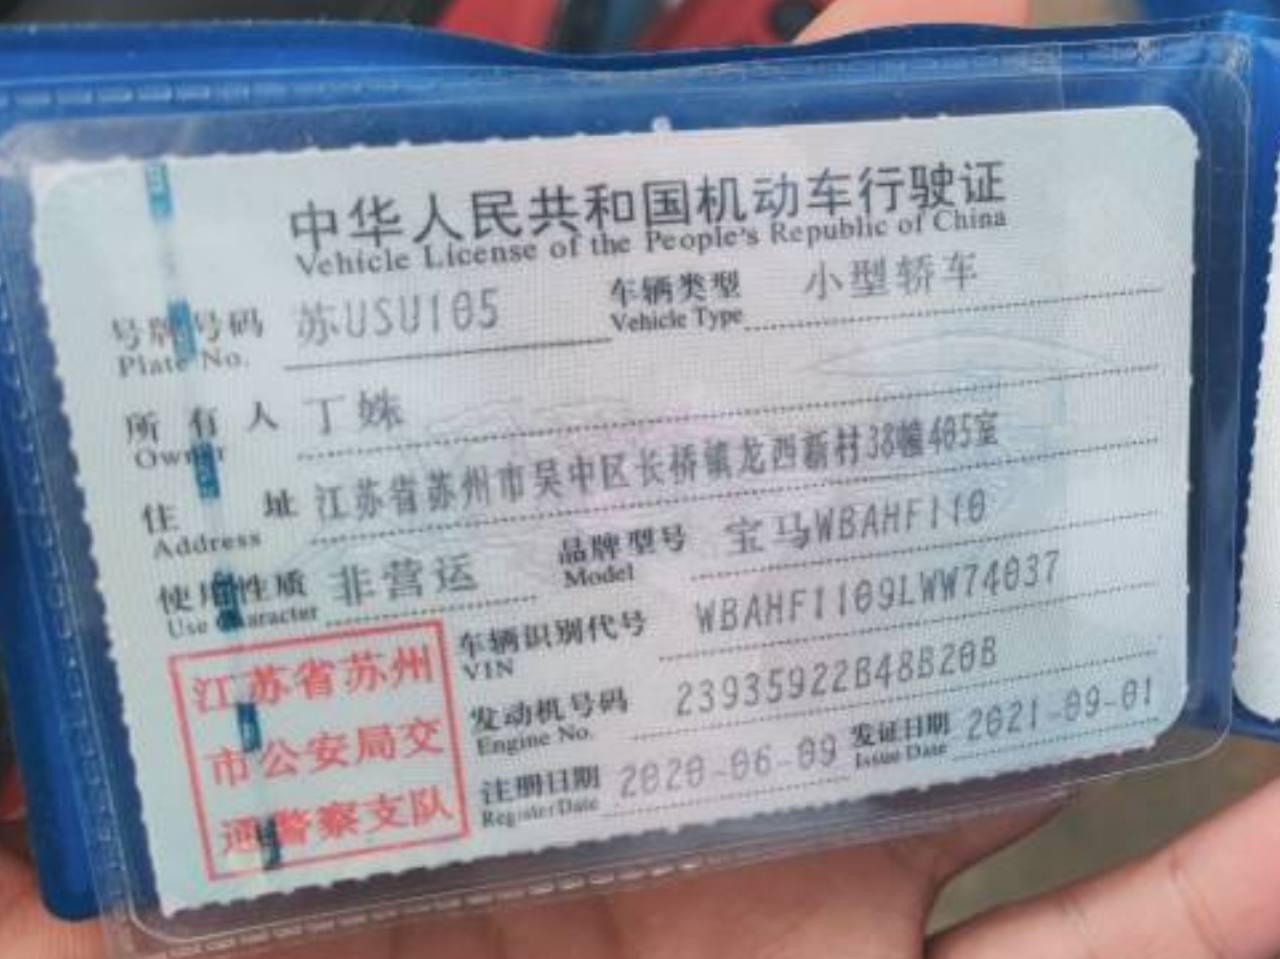 中华人民共和国机动车行驶证
Vehicle License of the People's Republic of China
号牌号码 苏USU105 车辆类型 小型轿车
Plate No. Vehicle Type
所有人 丁姝
Owner
住址 江苏省苏州市吴中区长桥镇龙西新村38幢405室
Address
使用性质 非营运 品牌型号 宝马WBAHF110
Use Character Model
车辆识别代号 WBAHF1109LWW74037
VIN
发动机号码 23935922B48B20B
Engine No.
注册日期 2020-06-09 发证日期 2021-09-01
Register Date Issue Date
江苏省苏州
市公安局交
通警察支队